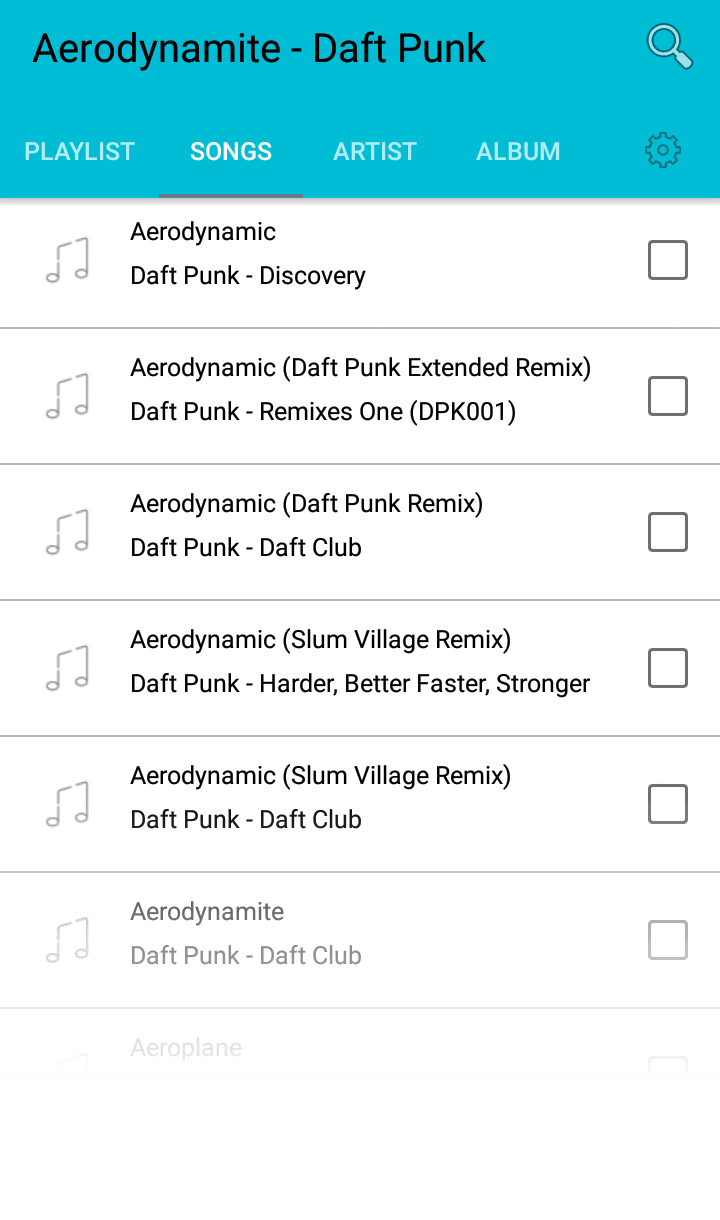 Aerodynamite - Daft Punk
PLAYLIST SONGS ARTIST ALBUM
Aerodynamic
Daft Punk - Discovery
Aerodynamic (Daft Punk Extended Remix)
Daft Punk - Remixes One (DPK001)
Aerodynamic (Daft Punk Remix)
Daft Punk - Daft Club
Aerodynamic (Slum Village Remix)
Daft Punk - Harder, Better Faster, Stronger
Aerodynamic (Slum Village Remix)
Daft Punk - Daft Club
Aerodynamite
Daft Punk - Daft Club
Aeroplane